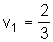 v₁ = 2/3